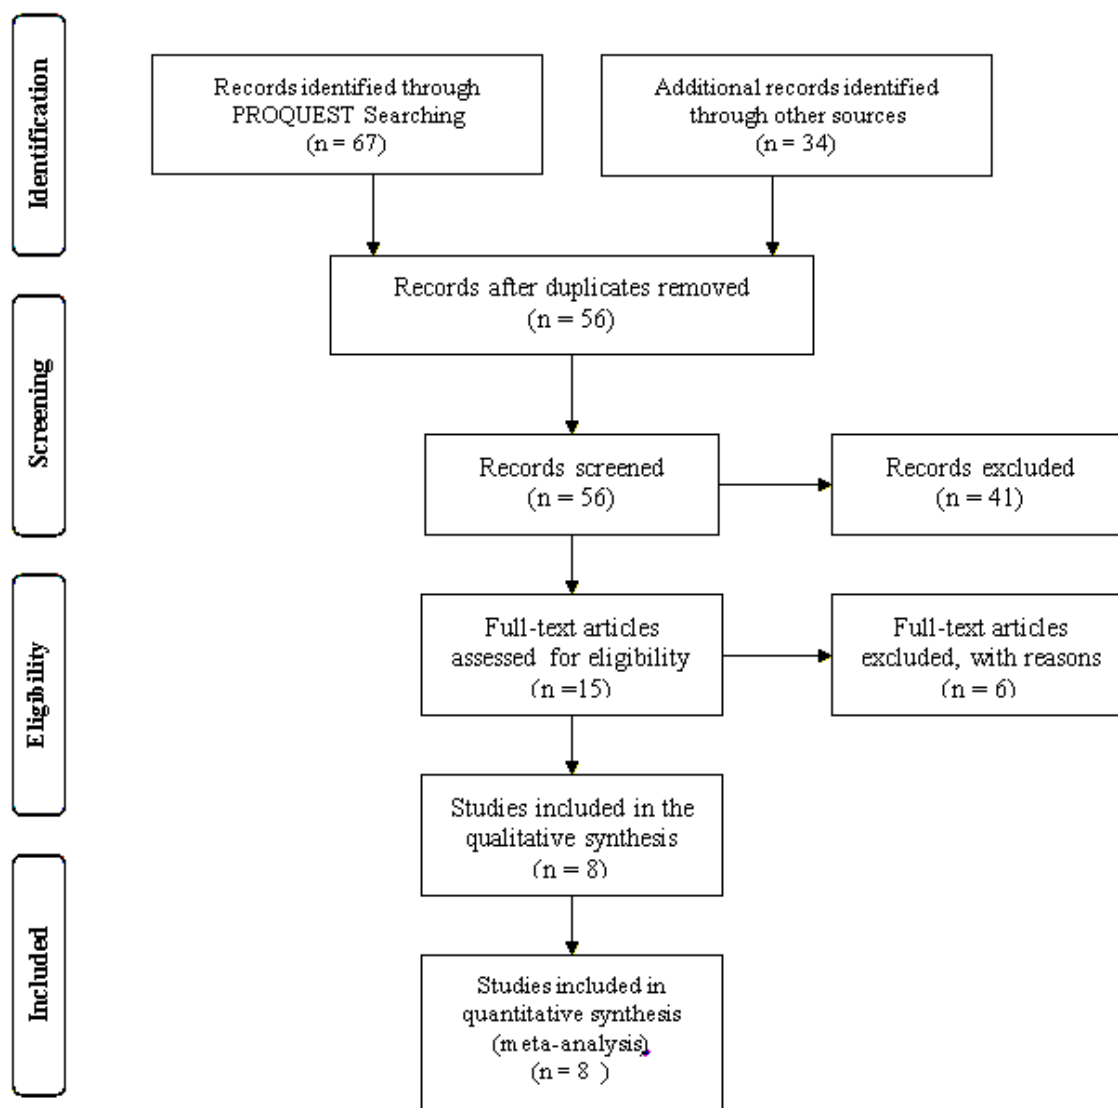 Identification
Records identified through
PROQUEST Searching
(n = 67)
Additional records identified
through other sources
(n = 34)
Records after duplicates removed
(n = 56)
Screening
Records screened
(n = 56)
Records excluded
(n = 41)
Eligibility
Full-text articles
assessed for eligibility
(n =15)
Full-text articles
excluded, with reasons
(n = 6)
Studies included in the
qualitative synthesis
(n = 8)
Included
Studies included in
quantitative synthesis
(meta-analysis)
(n = 8 )